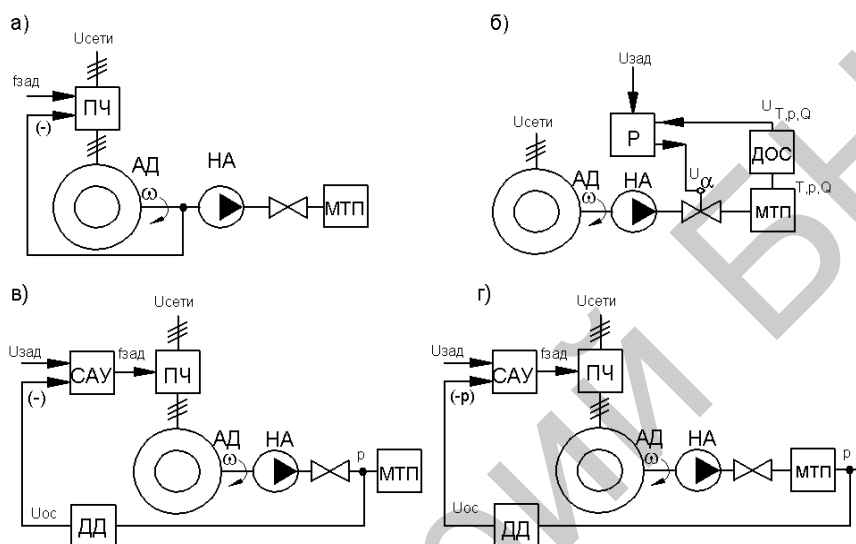 а)
Uсети
fзад
ПЧ
(-)
АД
ω
НА
МТП
б)
Uзад
Uсети
Р
U T,p,Q
ДОС
Uα
T,p,Q
АД
ω
НА
МТП
в)
Uсети
Uзад
fзад
САУ
ПЧ
(-)
АД
ω
НА
p
МТП
Uос
ДД
г)
Uсети
Uзад
fзад
САУ
ПЧ
(-р)
АД
ω
НА
p
МТП
Uос
ДД